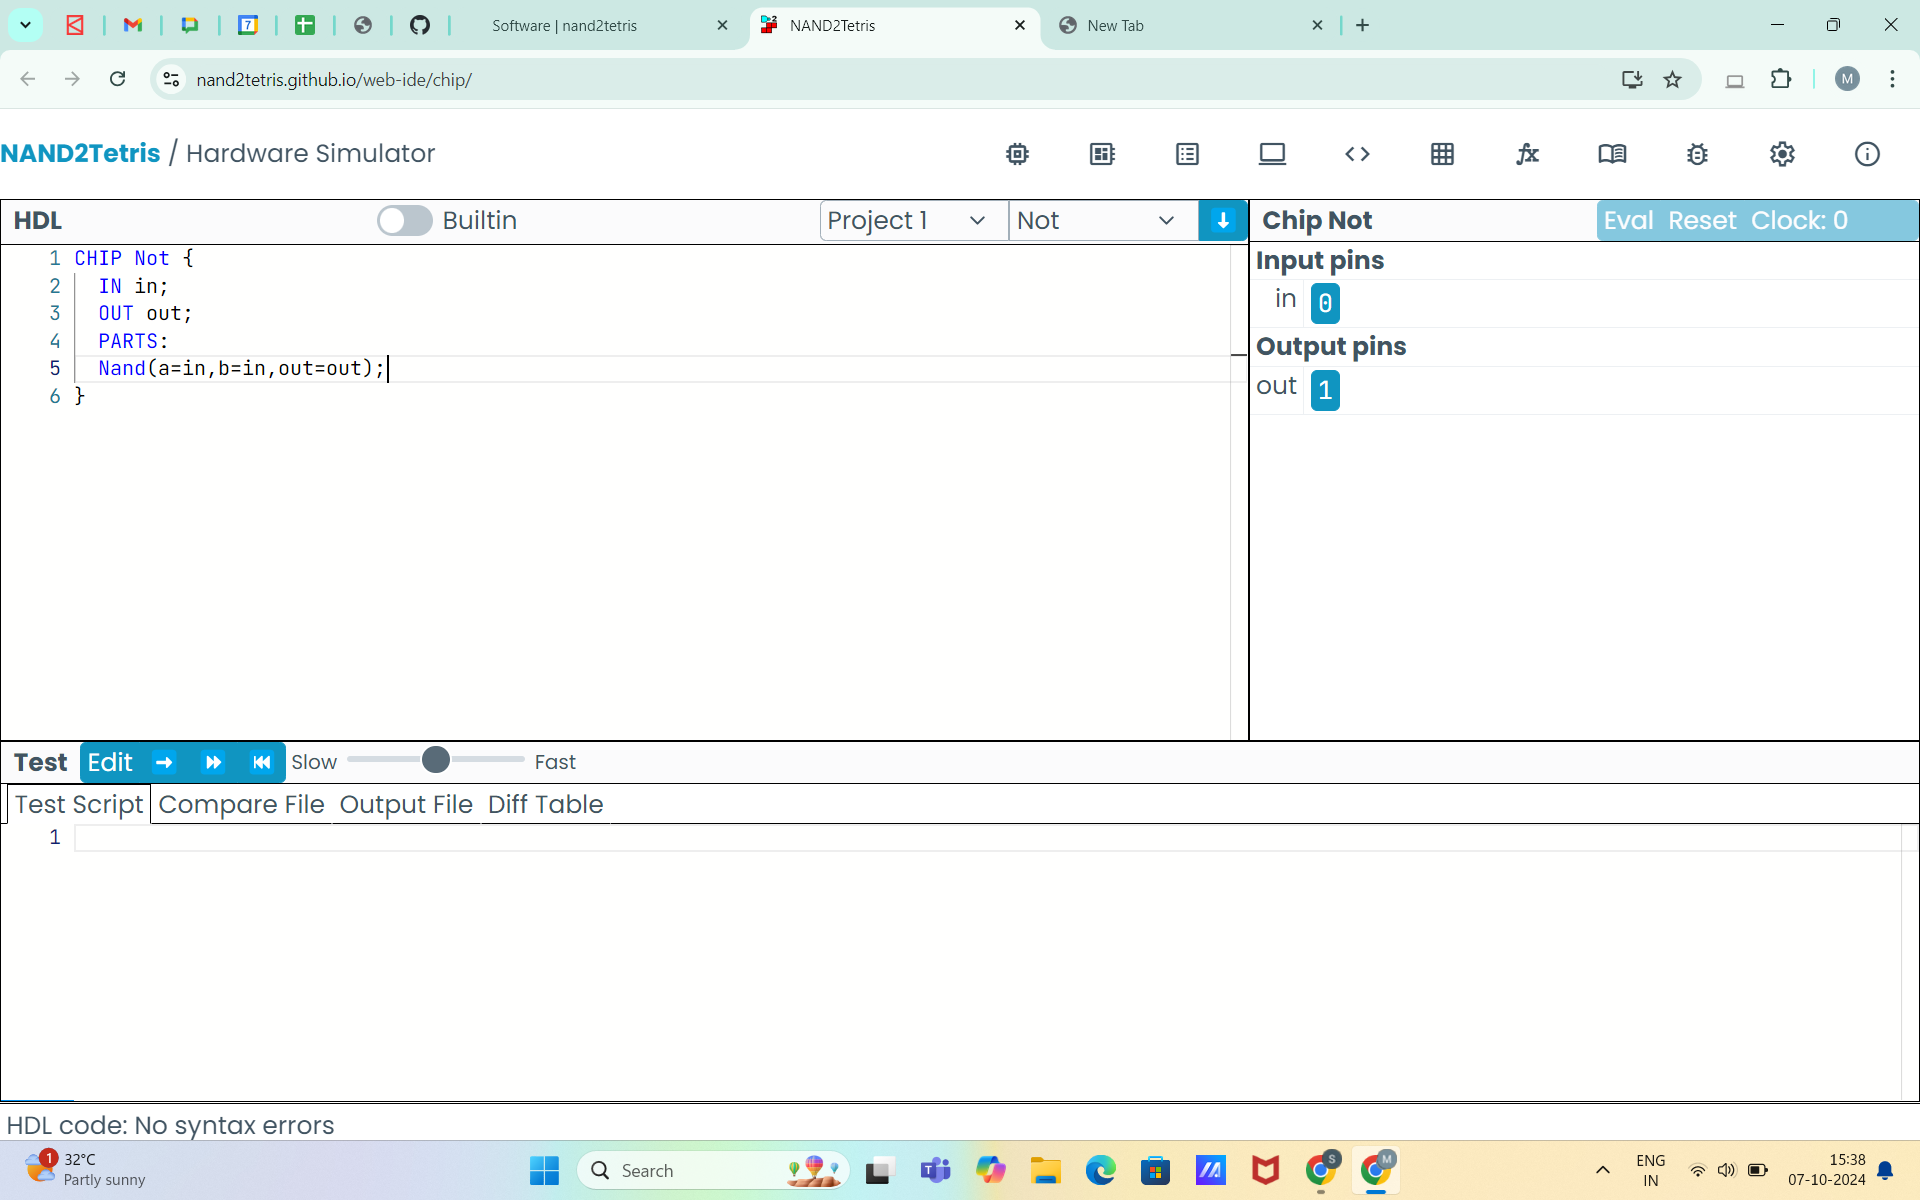 7
Software | nand2tetris
NAND2Tetris
New Tab
nand2tetris.github.io/web-ide/chip/
M
NAND2Tetris / Hardware Simulator
HDL
Builtin
Project 1
Not
Chip Not
Eval Reset Clock: 0
1 CHIP Not {
2 IN in;
3 OUT out;
4 PARTS:
5 Nand(a=in,b=in,out=out);
6 }
Input pins
in 0
Output pins
out 1
Test Edit Slow Fast
Test Script Compare File Output File Diff Table
1
HDL code: No syntax errors
1
32°C
Partly sunny
Search
S
M
ENG
IN
15:38
07-10-2024